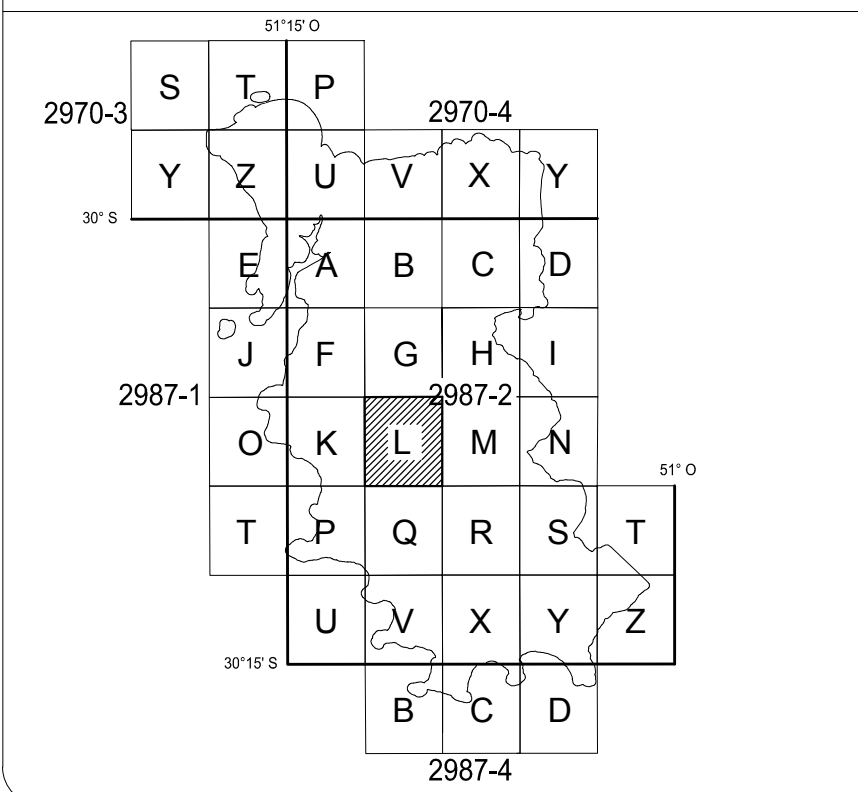 51°15' O
S T P
2970-3 2970-4
Y Z U V X Y
30° S
E A B C D
J F G H I
2987-1 2987-2
O K L M N
51° O
T P Q R S T
U V X Y Z
30°15' S
B C D
2987-4